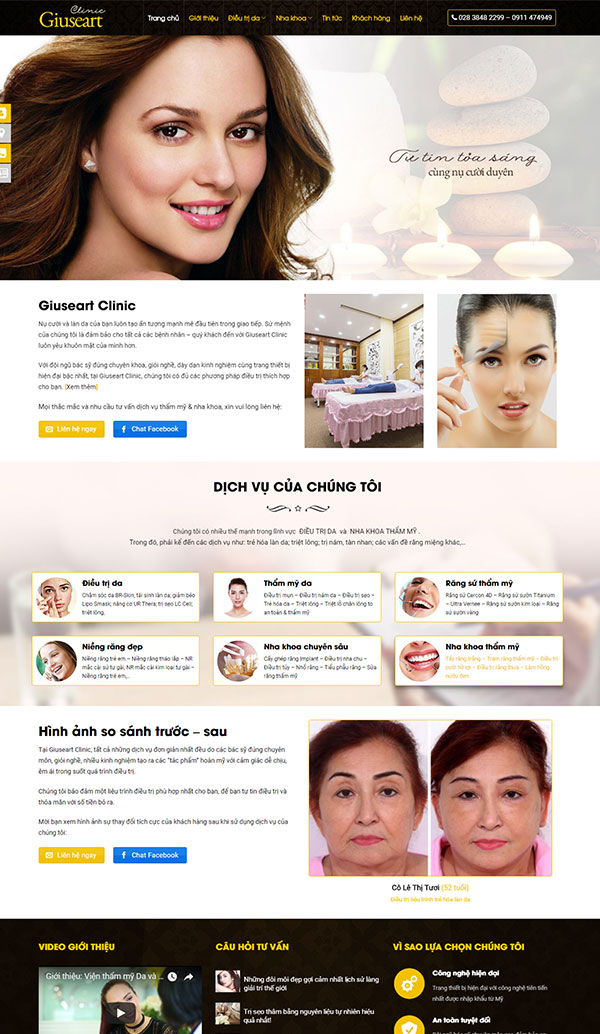 Clinic
Giuseart
Trang chủ
Giới thiệu
Điều trị da
Nha khoa
Tin tức
Khách hàng
Liên hệ
028 3848 2299 – 0911 474949
Tự tin tỏa sáng
cùng nụ cười duyên
Giuseart Clinic
Nụ cười và làn da của bạn luôn tạo ấn tượng mạnh mẽ đầu tiên trong giao tiếp. Sứ mệnh
của chúng tôi là đảm bảo cho tất cả các bệnh nhân – quý khách đến với Giuseart Clinic
luôn yêu khuôn mặt của mình hơn.
Với đội ngũ bác sỹ đúng chuyên khoa, giỏi nghề, dày dạn kinh nghiệm cùng trang thiết bị
hiện đại bậc nhất, tại Giuseart Clinic, chúng tôi có đủ các phương pháp điều trị thích hợp
cho bạn. [Xem thêm]
Mọi thắc mắc và nhu cầu tư vấn dịch vụ thẩm mỹ & nha khoa, xin vui lòng liên hệ:
Liên hệ ngay
Chat Facebook
DỊCH VỤ CỦA CHÚNG TÔI
Chúng tôi có nhiều thế mạnh trong lĩnh vực ĐIỀU TRỊ DA và NHA KHOA THẨM MỸ .
Trong đó, phải kể đến các dịch vụ như: trẻ hóa làn da; triệt lông; trị nám, tàn nhan; các vấn đề răng miệng khác,...
Điều trị da
Chăm sóc da BR-Skin, tái sinh làn da, giảm béo
Lipo Smask; nâng cơ UR Thera; trị sẹo LC Cell;
triệt lông.
Thẩm mỹ da
Điều trị mụn – Điều trị nám da – Điều trị sẹo –
Trẻ hóa da – Triệt lông – Triệt lỗ chân lông to
an toàn & thẩm mỹ
Răng sứ thẩm mỹ
Răng sứ Cercon 4D – Răng sứ sườn Titanium
– Ultra Vernee – Răng sứ sườn kim loại – Răng
sứ sườn vàng
Niềng răng đẹp
Niềng răng trẻ em – Niềng răng tháo lắp – NR
mắc cài sứ tự gài, NR mắc cài kim loại tự gài –
Niềng răng trẻ em,...
Nha khoa chuyên sâu
Cấy ghép răng implant – Điều trị nha chu –
Điều trị tủy – Nhổ răng – Tiểu phẫu răng – Sửa
răng thẩm mỹ
Nha khoa thẩm mỹ
Tẩy răng trắng – Trám răng thẩm mỹ – Điều trị
cười hở lợi – Điều trị răng thưa – Làm hồng
nướu đen
Hình ảnh so sánh trước – sau
Tại Giuseart Clinic, tất cả những dịch vụ đơn giản nhất đều do các bác sỹ đúng chuyên
môn, giỏi nghề, nhiều kinh nghiệm tạo ra các "tác phẩm" hoàn mỹ với cảm giác dễ chịu,
êm ái trong suốt quá trình điều trị.
Chúng tôi bảo đảm một liệu trình điều trị phù hợp nhất cho bạn, để bạn tự tin điều trị và
thỏa mãn với số tiền bỏ ra.
Mời bạn xem hình ảnh sự thay đổi tích cực của khách hàng sau khi sử dụng dịch vụ của
chúng tôi:
Liên hệ ngay
Chat Facebook
Cô Lê Thị Tươi (52 tuổi)
Điều trị liệu trình trẻ hóa làn da
VIDEO GIỚI THIỆU
Giới thiệu: Viện thẩm mỹ Da và ...
CÂU HỎI TƯ VẤN
Những đôi môi đẹp gợi cảm nhất lịch sử làng
giải trí thế giới
Trị sẹo thâm bằng nguyên liệu tự nhiên hiệu
quả nhất!
VÌ SAO LỰA CHỌN CHÚNG TÔI
Công nghệ hiện đại
Trang thiết bị hiện đại với công nghệ tiên tiến
nhất được nhập khẩu từ Mỹ
An toàn tuyệt đối